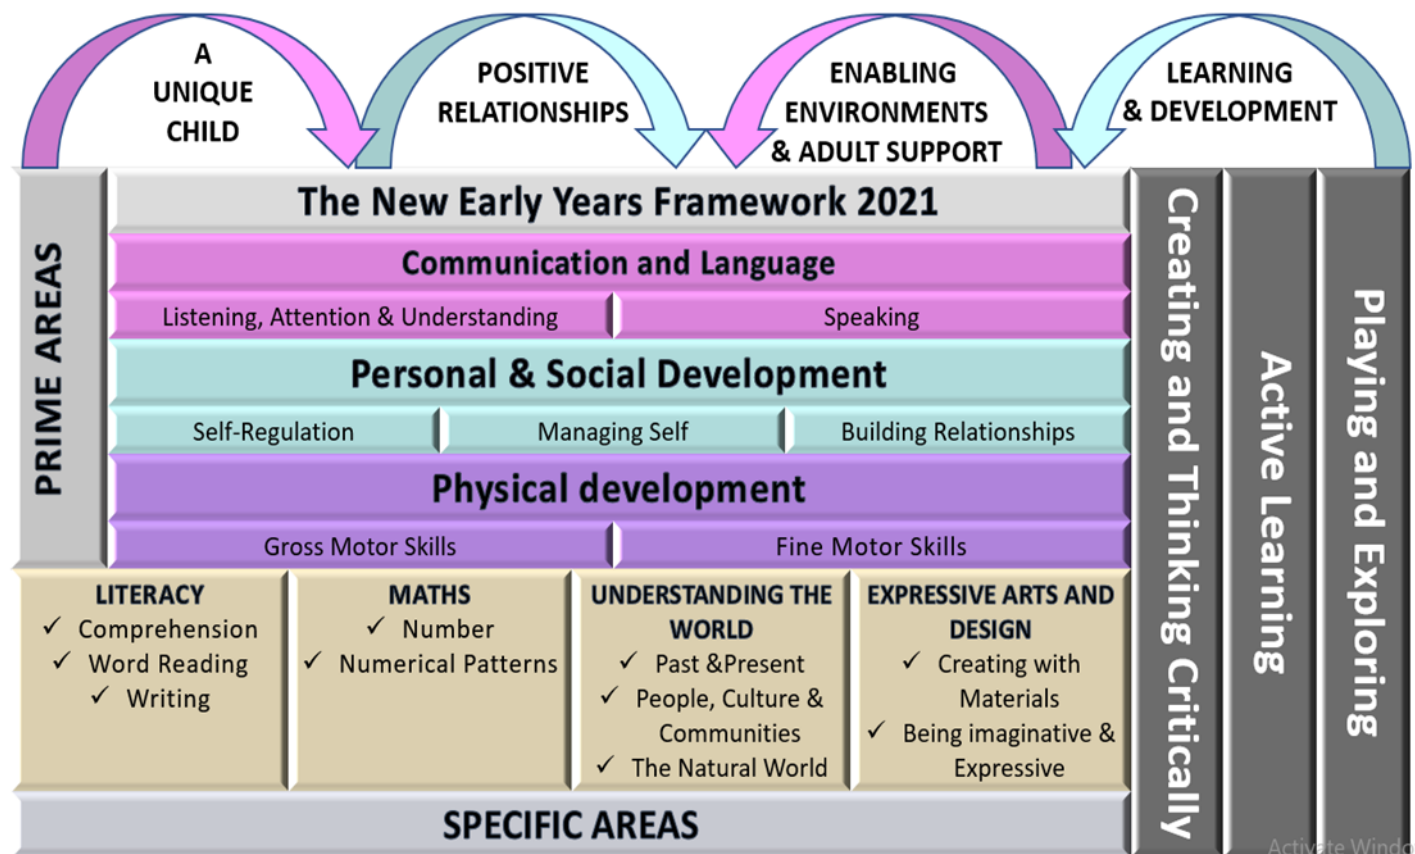 A
UNIQUE
CHILD
POSITIVE
RELATIONSHIPS
ENABLING
ENVIRONMENTS
& ADULT SUPPORT
LEARNING
& DEVELOPMENT
PRIME AREAS
The New Early Years Framework 2021
Communication and Language
Listening, Attention & Understanding
Speaking
Personal & Social Development
Self-Regulation
Managing Self
Building Relationships
Physical development
Gross Motor Skills
Fine Motor Skills
LITERACY
✓ Comprehension
✓ Word Reading
✓ Writing
MATHS
✓ Number
✓ Numerical Patterns
UNDERSTANDING THE
WORLD
✓ Past &Present
✓ People, Culture &
Communities
✓ The Natural World
EXPRESSIVE ARTS AND
DESIGN
✓ Creating with
Materials
✓ Being imaginative &
Expressive
SPECIFIC AREAS
Creating and Thinking Critically
Active Learning
Playing and Exploring
Activate Windo